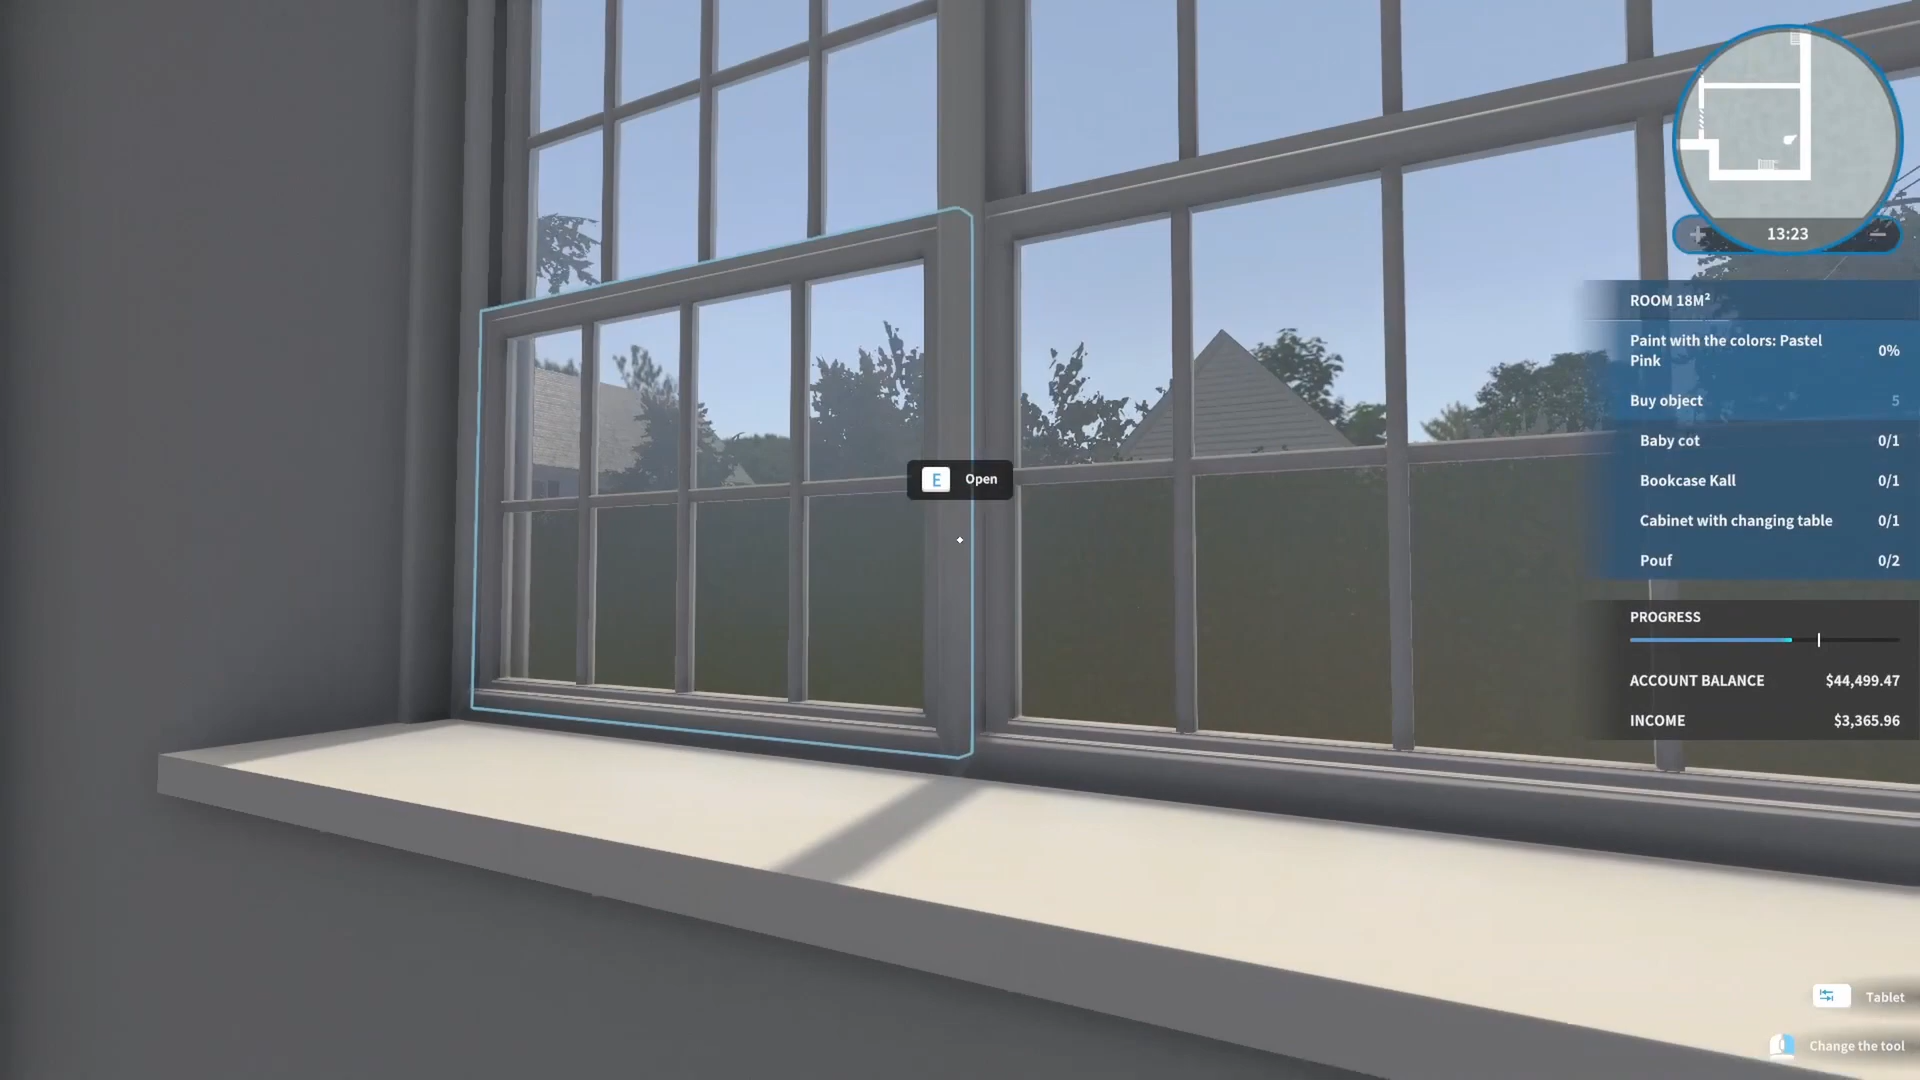 13:23
ROOM 18M²
Paint with the colors: Pastel
Pink 0%
Buy object 5
Baby cot 0/1
Bookcase Kall 0/1
Cabinet with changing table 0/1
Pouf 0/2
E Open
PROGRESS
ACCOUNT BALANCE $44,499.47
INCOME $3,365.96
Tablet
Change the tool